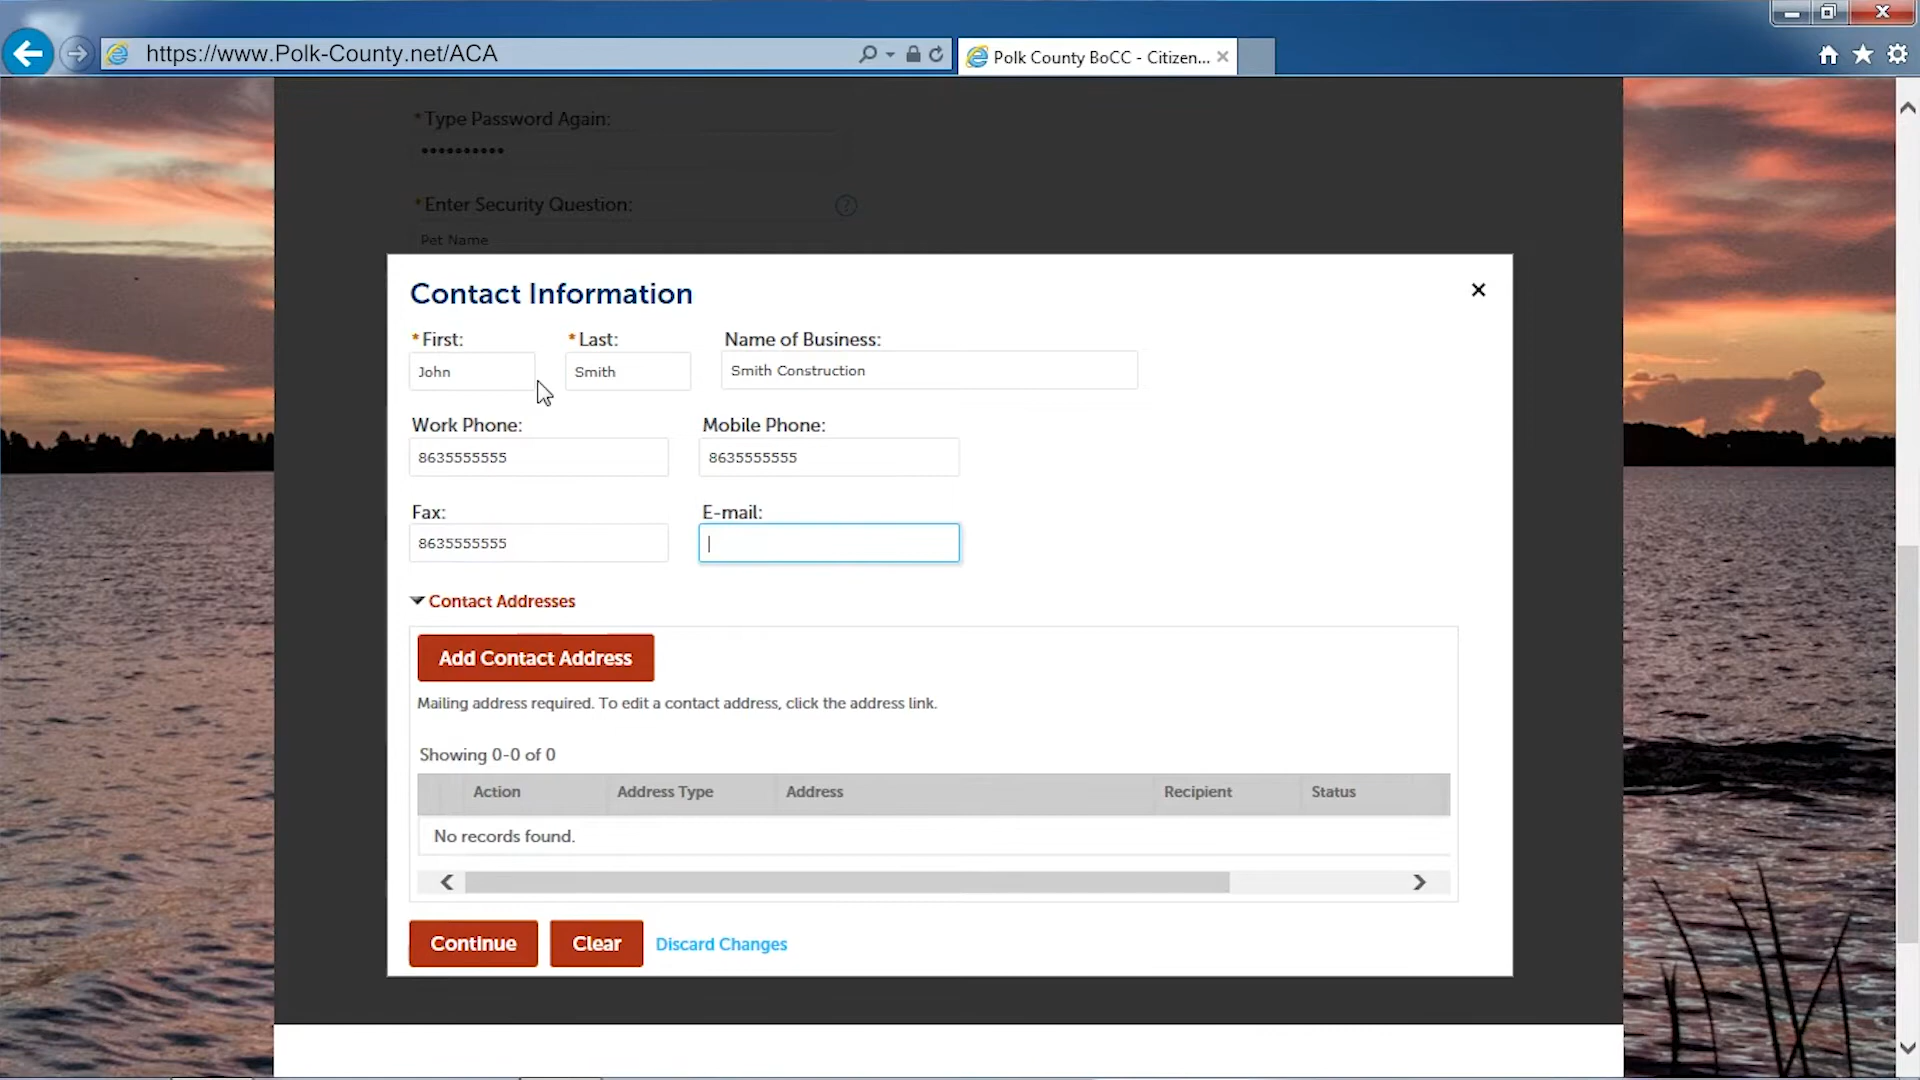 https://www.Polk-County.net/ACA
Polk County BoCC - Citizen...
*Type Password Again:
••••••••••
*Enter Security Question:
?
Pet Name
Contact Information
*First:
*Last:
Name of Business:
John
Smith
Smith Construction
Work Phone:
Mobile Phone:
8635555555
8635555555
Fax:
E-mail:
8635555555
Contact Addresses
Add Contact Address
Mailing address required. To edit a contact address, click the address link.
Showing 0-0 of 0
Action Address Type Address Recipient Status
No records found.
Continue Clear Discard Changes